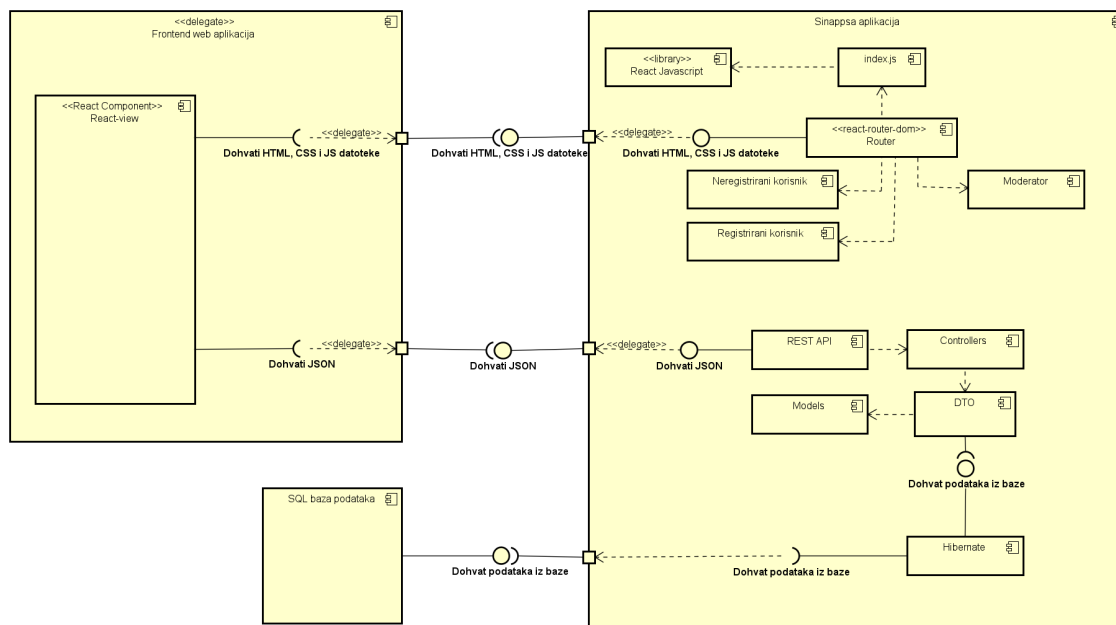 <<delegate>>
Frontend web aplikacija
<<React Component>>
React-view
<<delegate>>
Dohvati HTML, CSS i JS datoteke
<<delegate>>
Dohvati JSON
Dohvati HTML, CSS i JS datoteke
Dohvati JSON
SQL baza podataka
Dohvat podataka iz baze
Sinappsa aplikacija
<<library>>
React Javascript
index.js
<<react-router-dom>>
Router
<<delegate>>
Dohvati HTML, CSS i JS datoteke
Neregistrirani korisnik
Moderator
Registrirani korisnik
<<delegate>>
Dohvati JSON
REST API
Controllers
Models
DTO
Dohvat podataka iz baze
Hibernate
Dohvat podataka iz baze